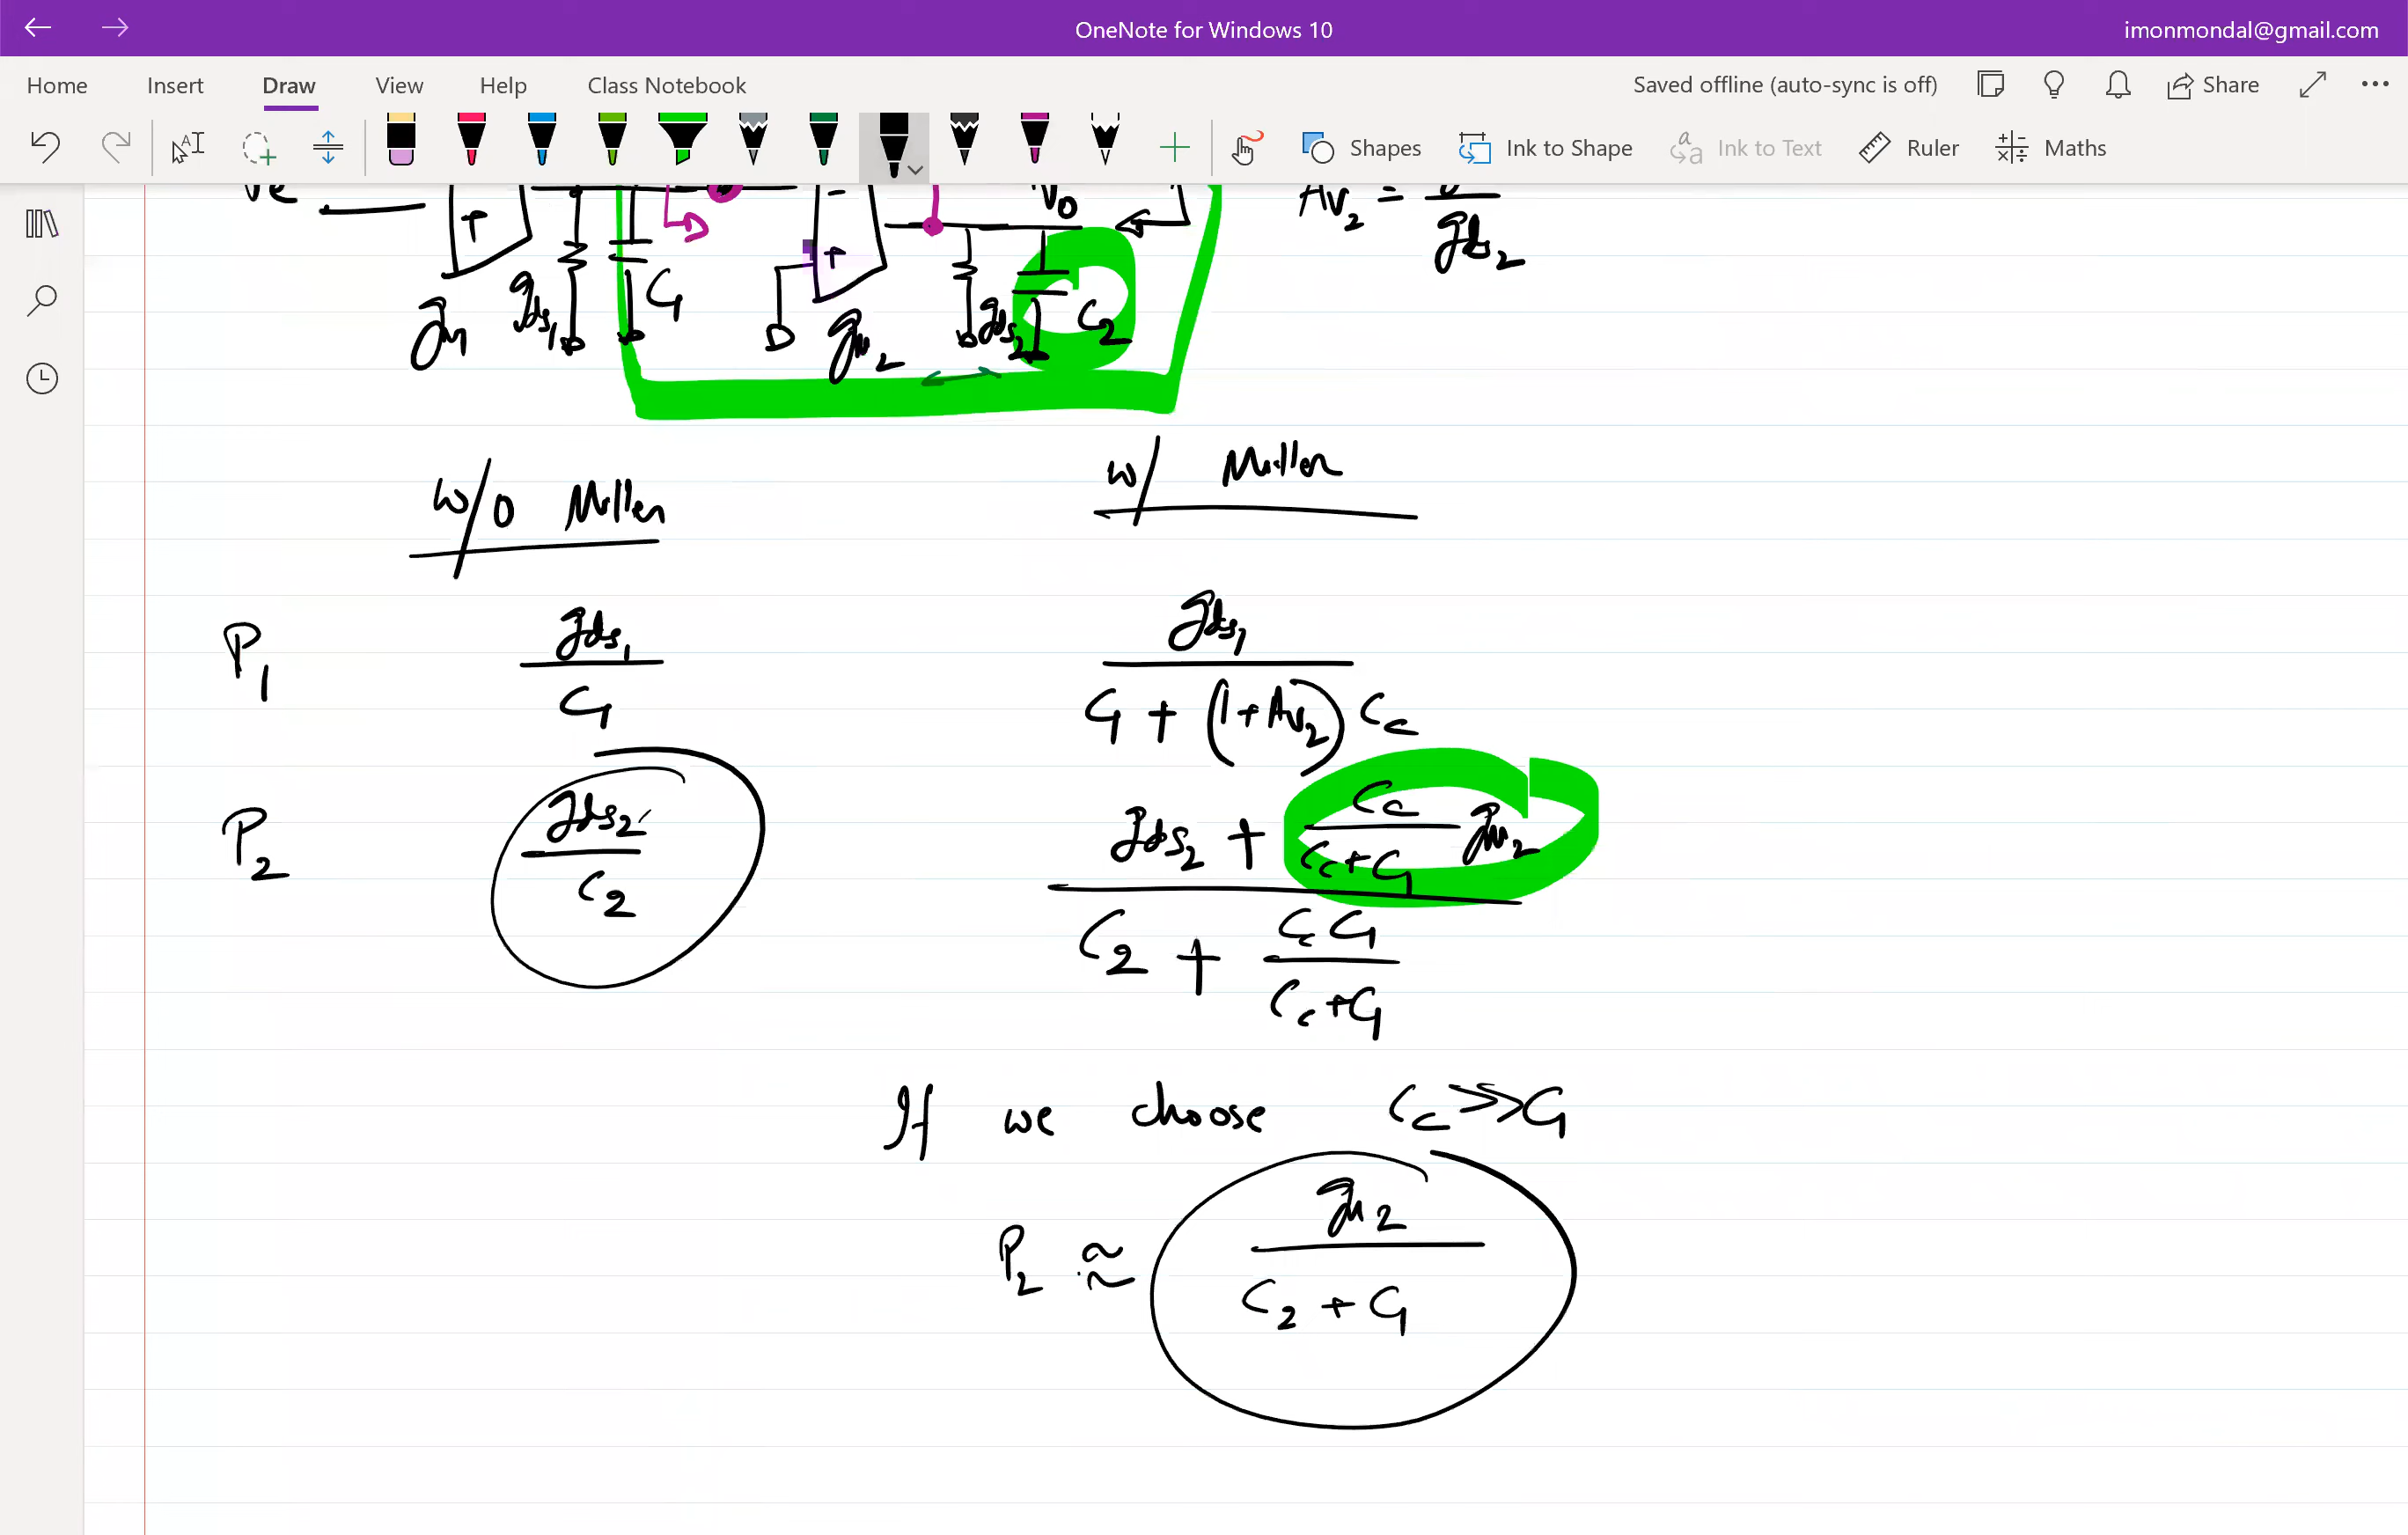 OneNote for Windows 10
imonmondal@gmail.com
Home Insert Draw View Help Class Notebook
Saved offline (auto-sync is off) Share
Shapes Ink to Shape Ink to Text Ruler Maths
Ve + - + Vo
Av2 = / gds2
gm1 gds1 C1 gm2 gds2 C2
w/o Miller w/ Miller
P1 gds1 / C1 gds1 / C1 + (1+Av2) Cc
P2 gds2 / C2 gds2 + Cc / Cc+C1 gm2 / C2 + Cc C1 / Cc+C1
If we choose Cc >> C1
P2 ≈ gm2 / C2 + C1